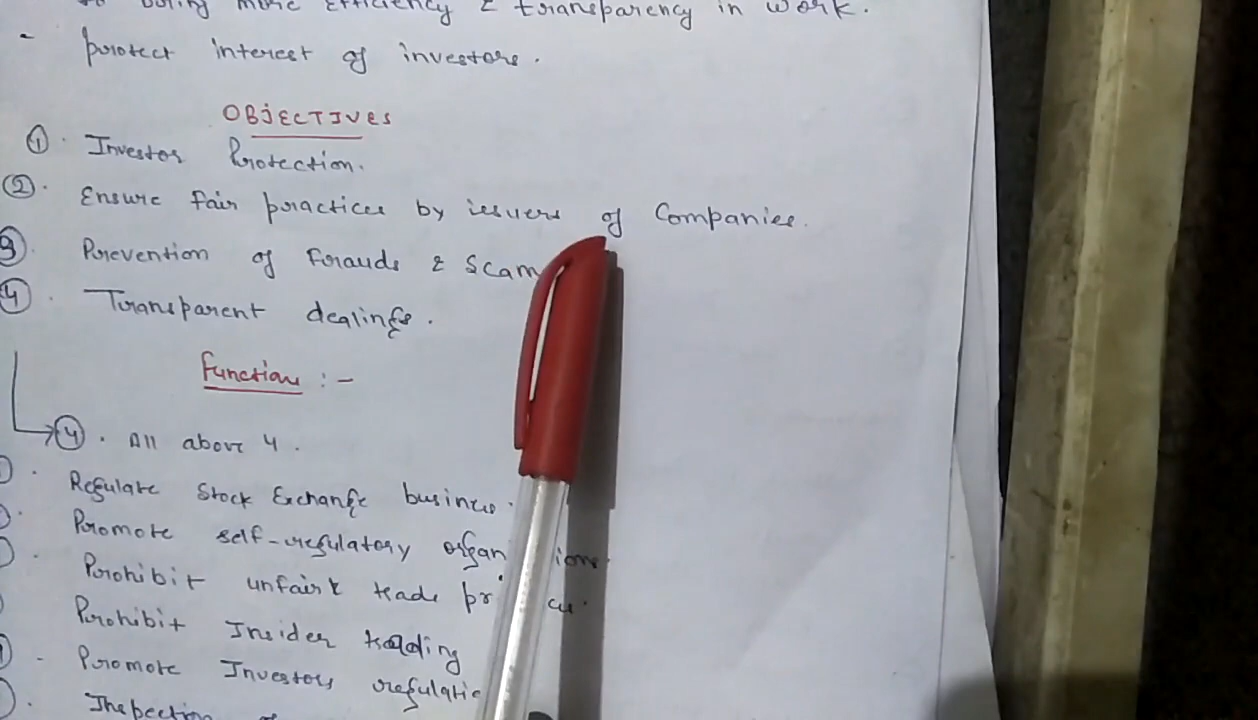 more Efficiency & transparency in work.
- protect interest of investors.
OBJECTIVES
① . Investor Protection.
② . Ensure fair practices by issuers of Companies.
③ . Prevention of Frauds & Scam
④ . Transparent dealings.
Function :-
→ ④ . All above 4 .
Regulate Stock Exchange business .
Promote self-regulatory organ ions.
Prohibit unfair trade pr ces.
Prohibit Insider trading
- Promote Investors regulatio